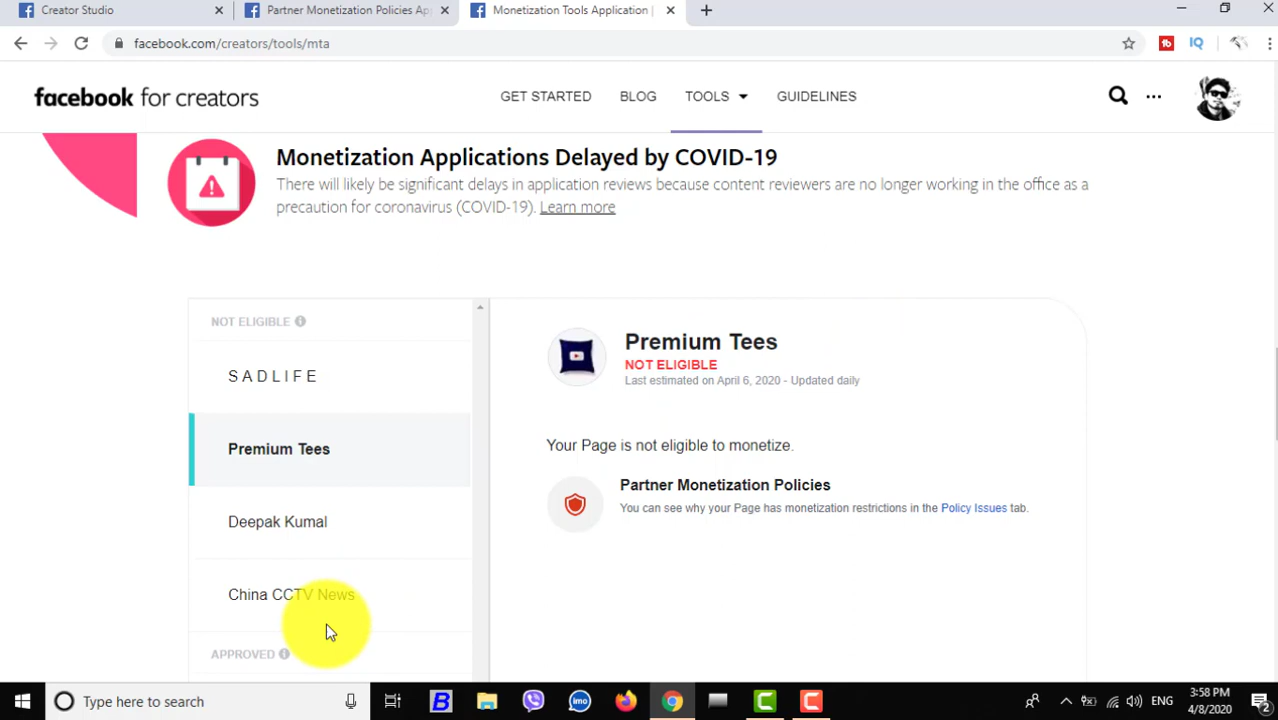 Creator Studio
Partner Monetization Policies Ap
Monetization Tools Application |
facebook.com/creators/tools/mta
facebook for creators
GET STARTED
BLOG
TOOLS
GUIDELINES
Monetization Applications Delayed by COVID-19
There will likely be significant delays in application reviews because content reviewers are no longer working in the office as a
precaution for coronavirus (COVID-19). Learn more
NOT ELIGIBLE
S A D L I F E
Premium Tees
Deepak Kumal
China CCTV News
APPROVED
Premium Tees
NOT ELIGIBLE
Last estimated on April 6, 2020 - Updated daily
Your Page is not eligible to monetize.
Partner Monetization Policies
You can see why your Page has monetization restrictions in the Policy Issues tab.
Type here to search
B
imo
ENG
3:58 PM
4/8/2020
2